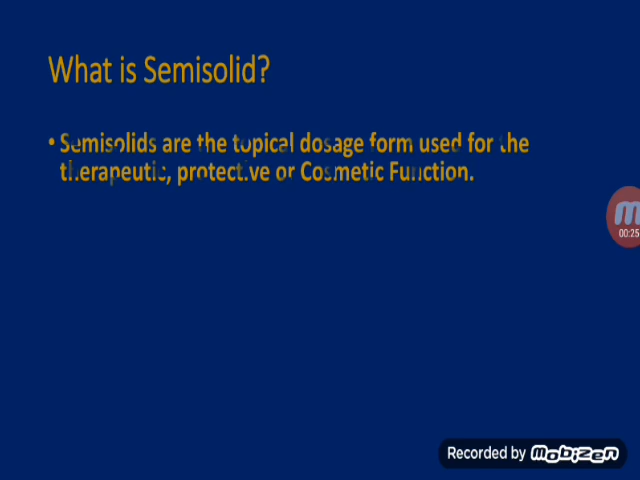 What is Semisolid?
• Semisolids are the topical dosage form used for the
therapeutic, protective or Cosmetic Function.
00:25
Recorded by Mobizen